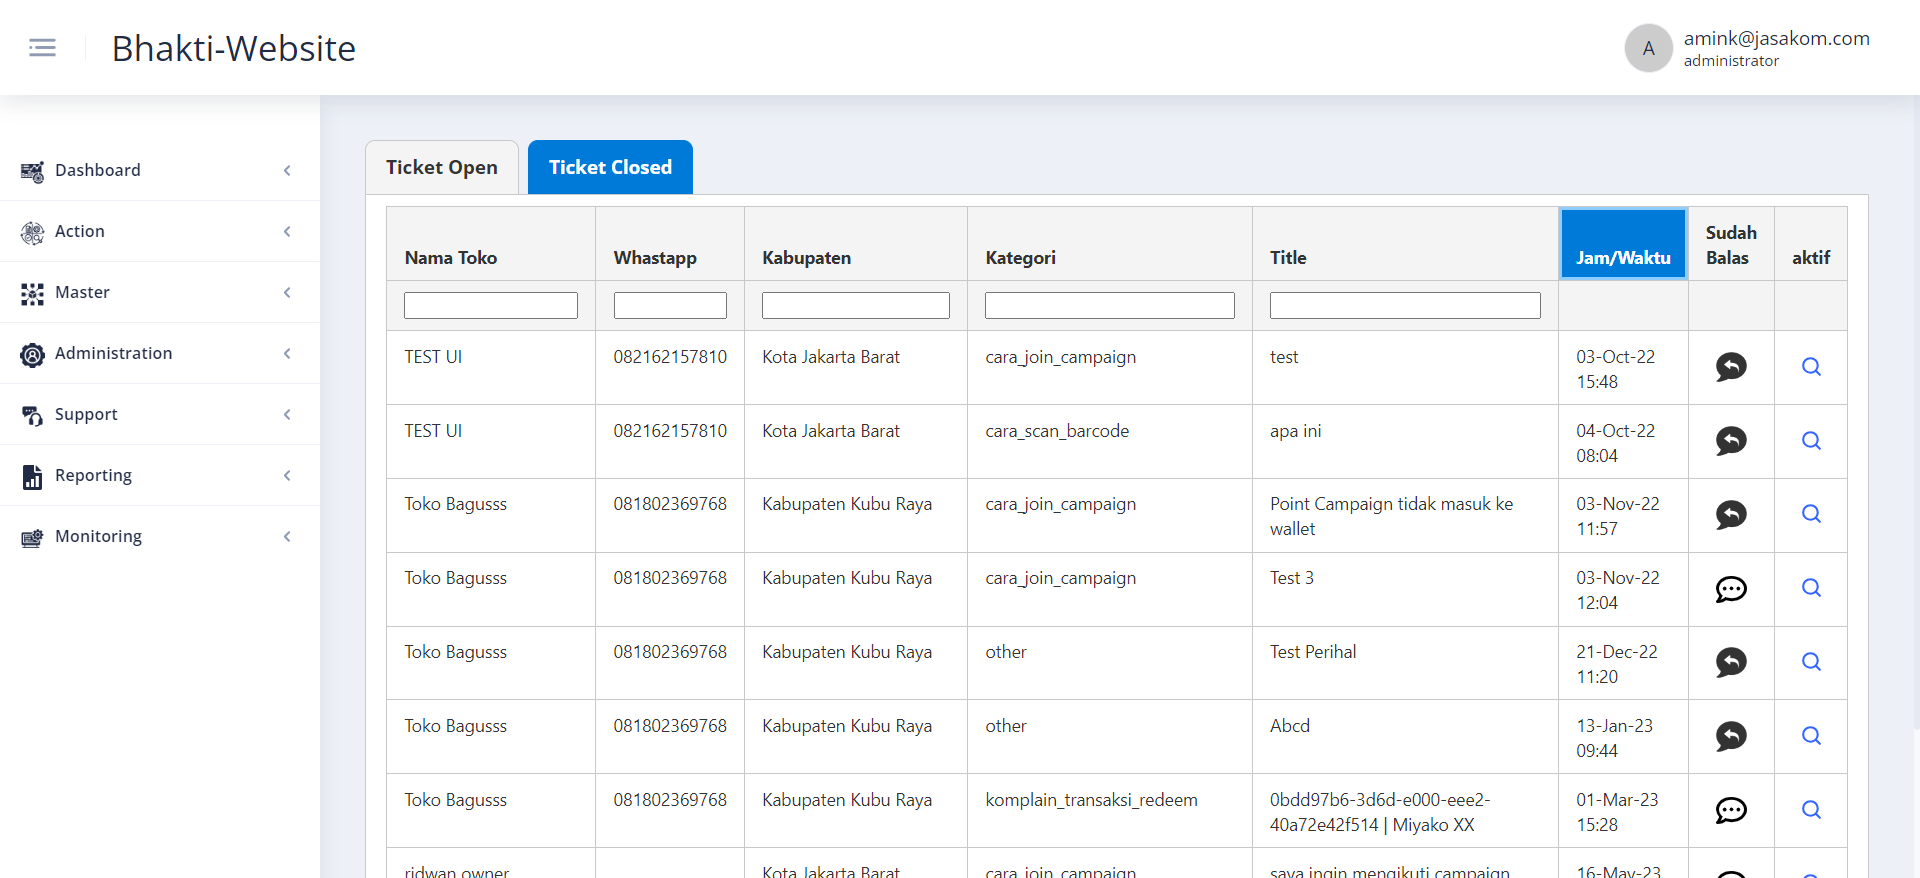 Bhakti-Website
A
amink@jasakom.com
administrator
Dashboard
Action
Master
Administration
Support
Reporting
Monitoring
Ticket Open
Ticket Closed
Nama Toko Whastapp Kabupaten Kategori Title Jam/Waktu Sudah Balas aktif
TEST UI 082162157810 Kota Jakarta Barat cara_join_campaign test 03-Oct-22
15:48
TEST UI 082162157810 Kota Jakarta Barat cara_scan_barcode apa ini 04-Oct-22
08:04
Toko Bagusss 081802369768 Kabupaten Kubu Raya cara_join_campaign Point Campaign tidak masuk ke 03-Nov-22
wallet 11:57
Toko Bagusss 081802369768 Kabupaten Kubu Raya cara_join_campaign Test 3 03-Nov-22
12:04
Toko Bagusss 081802369768 Kabupaten Kubu Raya other Test Perihal 21-Dec-22
11:20
Toko Bagusss 081802369768 Kabupaten Kubu Raya other Abcd 13-Jan-23
09:44
Toko Bagusss 081802369768 Kabupaten Kubu Raya komplain_transaksi_redeem 0bdd97b6-3d6d-e000-eee2- 01-Mar-23
40a72e42f514 | Miyako XX 15:28
ridwan owner Kota Jakarta Barat cara_join_campaign saya ingin mengikuti campaign 16-May-23